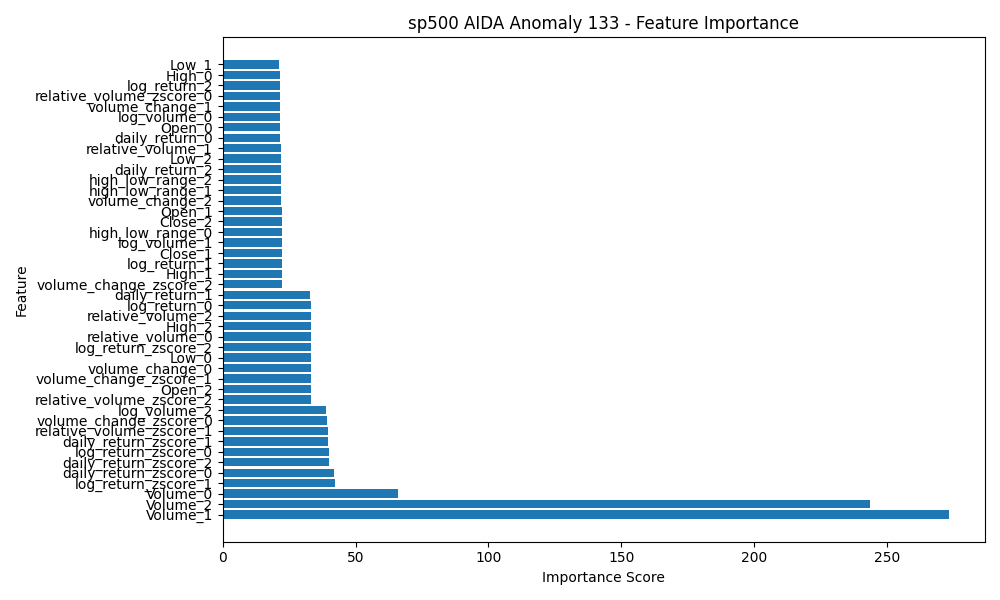 sp500 AIDA Anomaly 133 - Feature Importance
Low_1
High_0
log_return_2
relative_volume_zscore_0
volume_change_1
log_volume_0
Open_0
daily_return_0
relative_volume_1
Low_2
daily_return_2
high_low_range_2
high_low_range_1
volume_change_2
Open_1
Close_2
high_low_range_0
log_volume_1
Close_1
log_return_1
High_1
volume_change_zscore_2
daily_return_1
log_return_0
relative_volume_2
High_2
relative_volume_0
log_return_zscore_2
Low_0
volume_change_0
volume_change_zscore_1
Open_2
relative_volume_zscore_2
log_volume_2
volume_change_zscore_0
relative_volume_zscore_1
daily_return_zscore_1
log_return_zscore_0
daily_return_zscore_2
daily_return_zscore_0
log_return_zscore_1
Volume_0
Volume_2
Volume_1
Feature
0 50 100 150 200 250
Importance Score